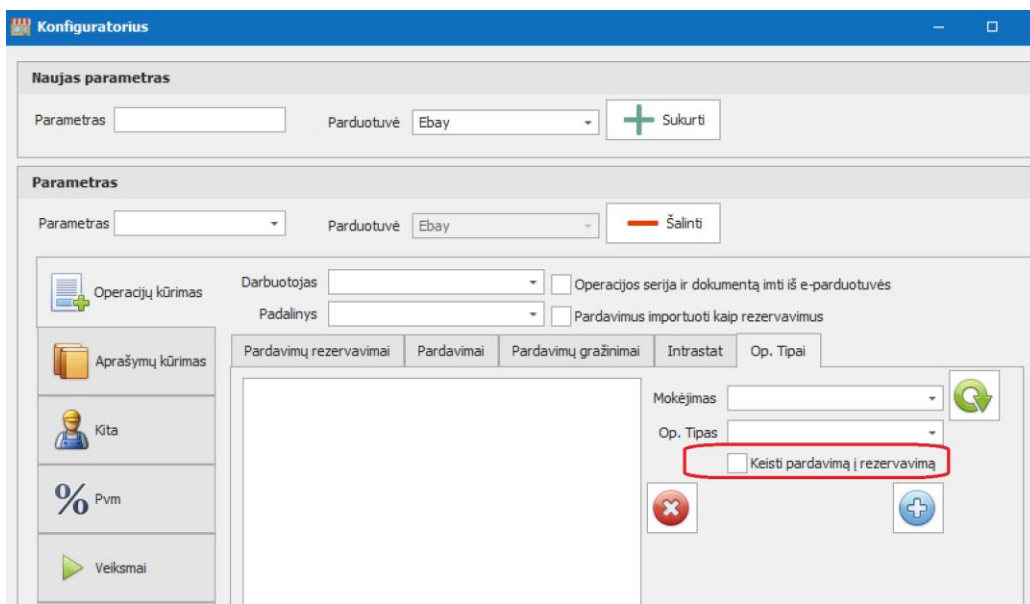 Konfiguratorius
Naujas parametras
Parametras Parduotuvė Ebay Sukurti
Parametras
Parametras Parduotuvė Ebay Šalinti
Operacijų kūrimas
Aprašymų kūrimas
Kita
% Pvm
Veiksmai
Darbuotojas Operacijos serija ir dokumentą imti iš e-parduotuvės
Padalinys Pardavimus importuoti kaip rezervavimus
Pardavimų rezervavimai Pardavimai Pardavimų gražinimai Intrastat Op. Tipai
Mokėjimas
Op. Tipas
Keisti pardavimą į rezervavimą